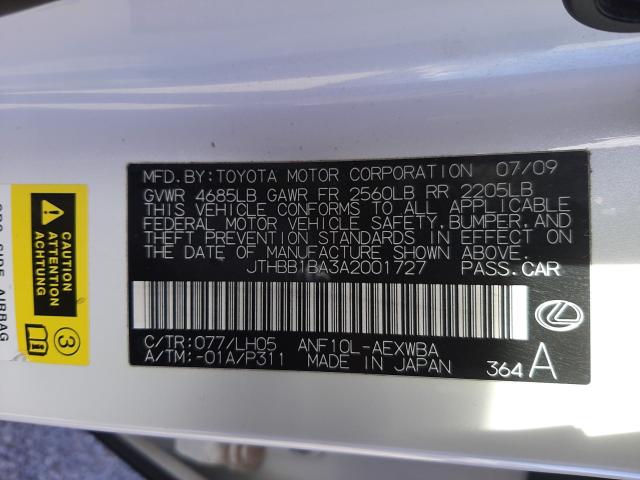 MFD.BY:TOYOTA MOTOR CORPORATION 07/09
GVWR 4685LB GAWR FR 2560LB RR 2205LB
THIS VEHICLE CONFORMS TO ALL APPLICABLE
FEDERAL MOTOR VEHICLE SAFETY,BUMPER,AND
THEFT PREVENTION STANDARDS IN EFFECT ON
THE DATE OF MANUFACTURE SHOWN ABOVE.
JTHBB1BA3A2001727 PASS.CAR
C/TR:077/LH05 ANF10L-AEXWBA
A/TM:-01A/P311 MADE IN JAPAN
364 A
CAUTION
ATTENTION
3
SRS SIDE AIRBAG